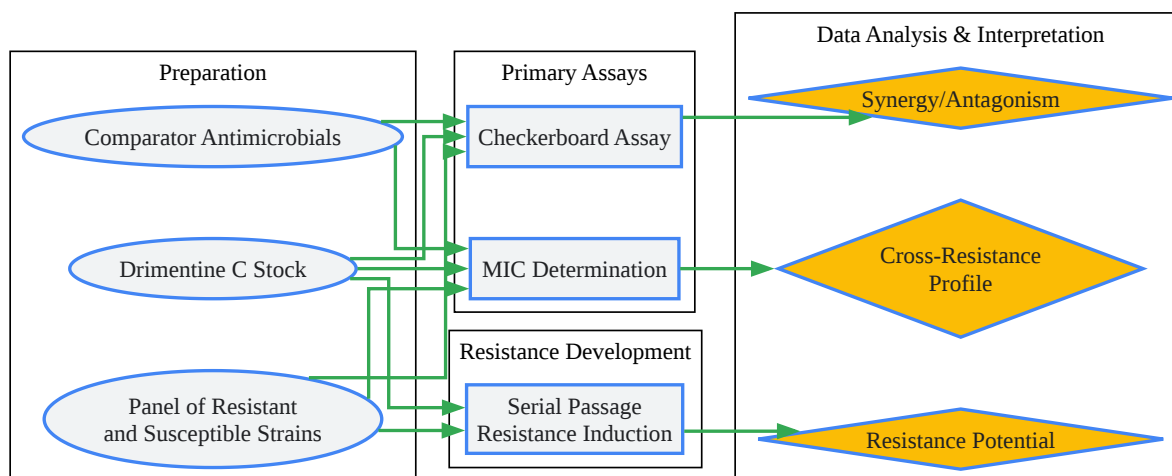 Preparation
Comparator Antimicrobials
Drimentine C Stock
Panel of Resistant
and Susceptible Strains
Primary Assays
Checkerboard Assay
MIC Determination
Resistance Development
Serial Passage
Resistance Induction
Data Analysis & Interpretation
Synergy/Antagonism
Cross-Resistance
Profile
Resistance Potential